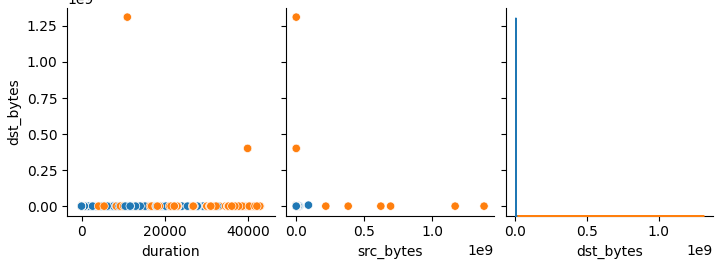 1e9
1.25
1.00
0.75
0.50
0.25
0.00
dst_bytes
0 20000 40000
0.0 0.5 1.0
0.0 0.5 1.0
1e9
1e9
duration
src_bytes
dst_bytes